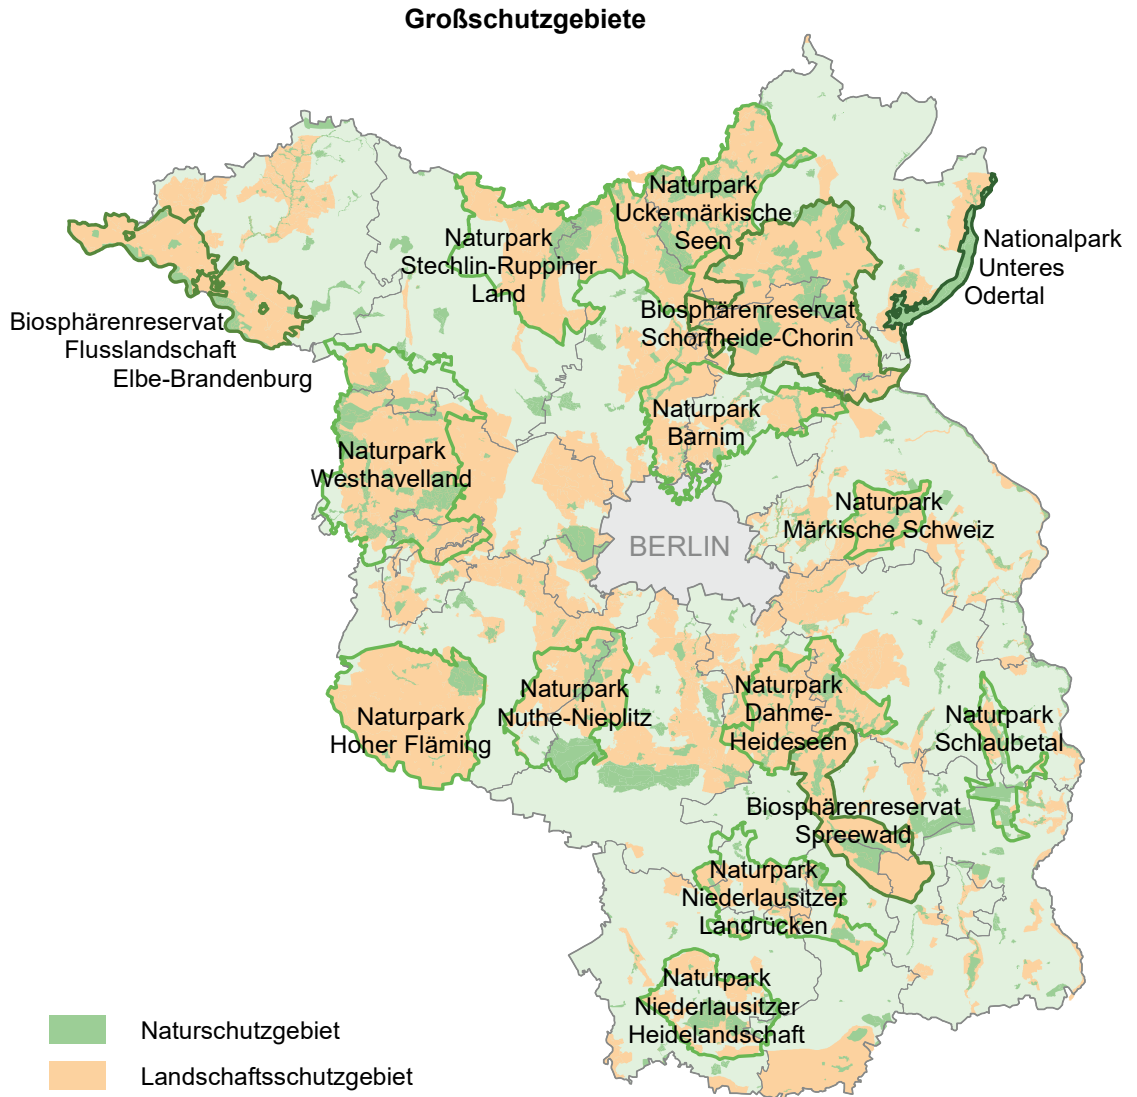 Großschutzgebiete
Naturpark
Uckermärkische
Seen
Naturpark
Stechlin-Ruppiner
Land
Nationalpark
Unteres
Odertal
Biosphärenreservat
Flusslandschaft
Elbe-Brandenburg
Biosphärenreservat
Schorfheide-Chorin
Naturpark
Barnim
Naturpark
Westhavelland
Naturpark
Märkische Schweiz
BERLIN
Naturpark
Hoher Fläming
Naturpark
Nuthe-Nieplitz
Naturpark
Dahme-
Heideseen
Naturpark
Schlaubetal
Biosphärenreservat
Spreewald
Naturpark
Niederlausitzer
Landrücken
Naturpark
Niederlausitzer
Heidelandschaft
Naturschutzgebiet
Landschaftsschutzgebiet